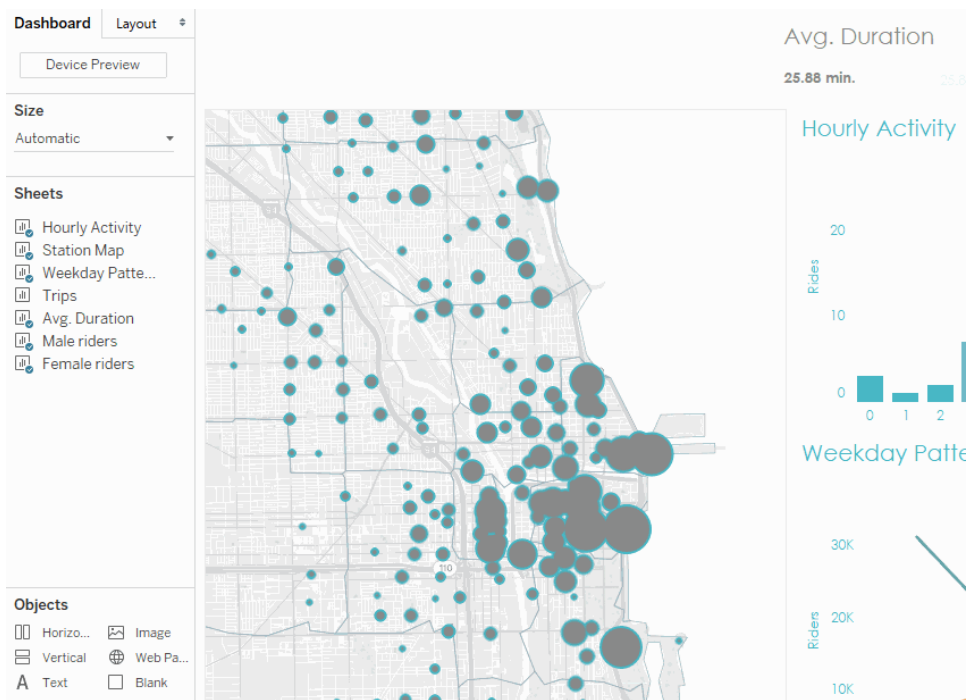 Dashboard
Layout
Device Preview
Size
Automatic
Sheets
Hourly Activity
Station Map
Weekday Patte...
Trips
Avg. Duration
Male riders
Female riders
Objects
Horizo...
Image
Vertical
Web Pa...
A Text
Blank
110
Avg. Duration
25.88 min.
Hourly Activity
20
10
0
Rides
0 1 2
Weekday Patte
30K
20K
10K
Riders